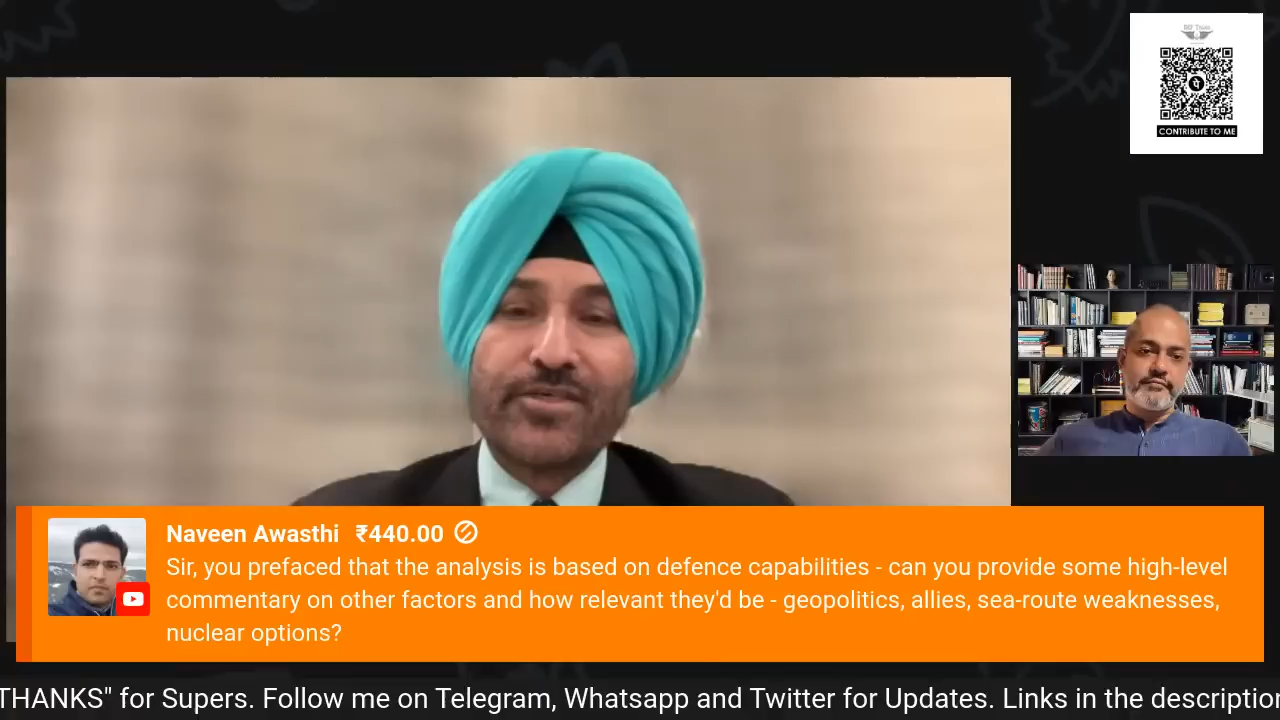 CONTRIBUTE TO ME
Naveen Awasthi ₹440.00
Sir, you prefaced that the analysis is based on defence capabilities - can you provide some high-level
commentary on other factors and how relevant they'd be - geopolitics, allies, sea-route weaknesses,
nuclear options?
THANKS" for Supers. Follow me on Telegram, Whatsapp and Twitter for Updates. Links in the description